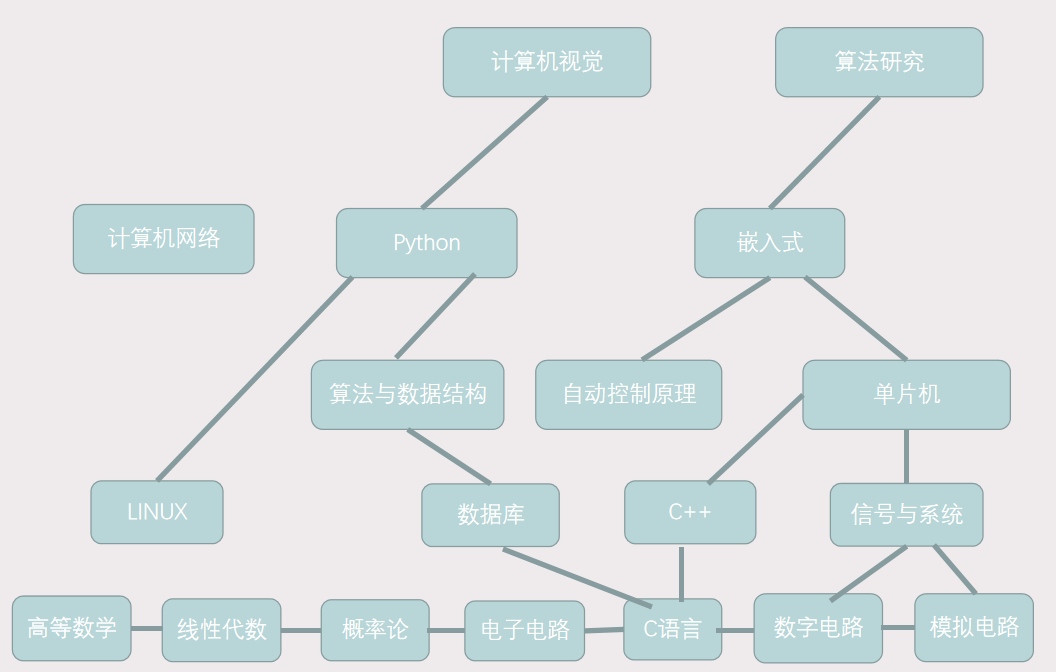 计算机视觉
算法研究
计算机网络
Python
嵌入式
算法与数据结构
自动控制原理
单片机
LINUX
数据库
C++
信号与系统
高等数学
线性代数
概率论
电子电路
C语言
数字电路
模拟电路